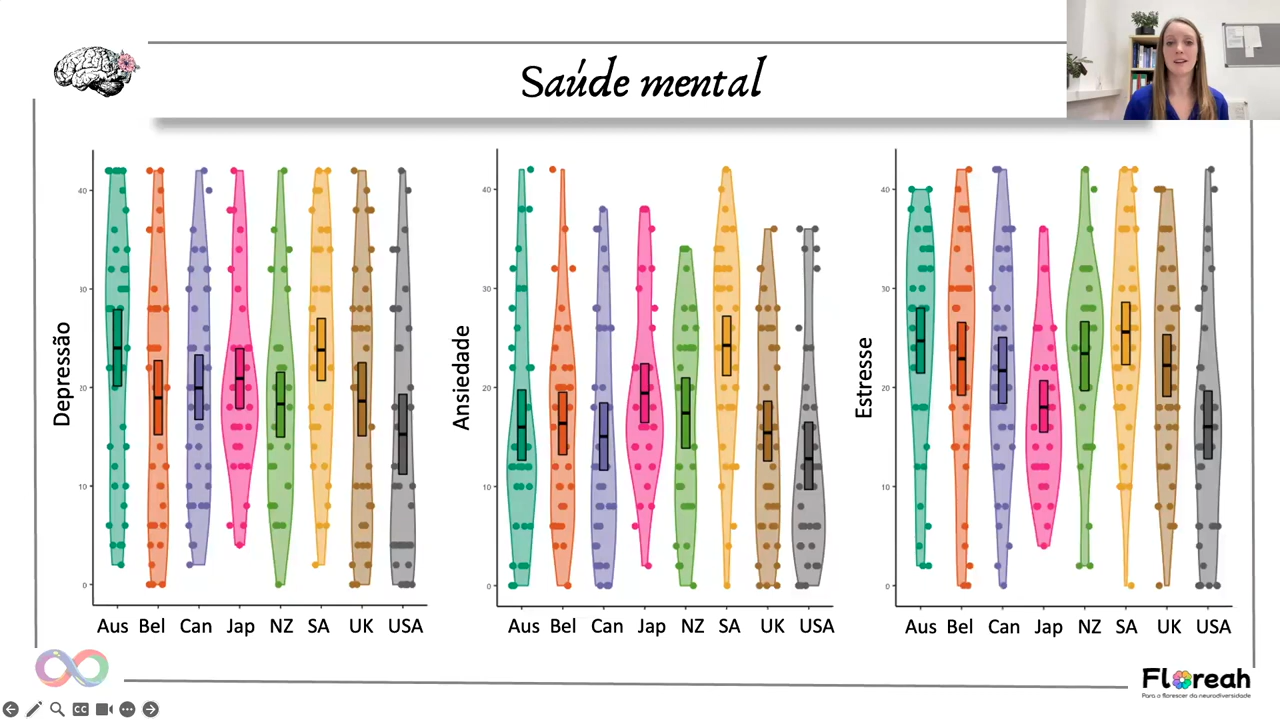 Saúde mental
Depressão
40
30
20
10
0
Aus Bel Can Jap NZ SA UK USA
Ansiedade
40
30
20
10
0
Aus Bel Can Jap NZ SA UK USA
Estresse
40
30
20
10
0
Aus Bel Can Jap NZ SA UK USA
Floreah
Para o florescer da neurodiversidade
CC